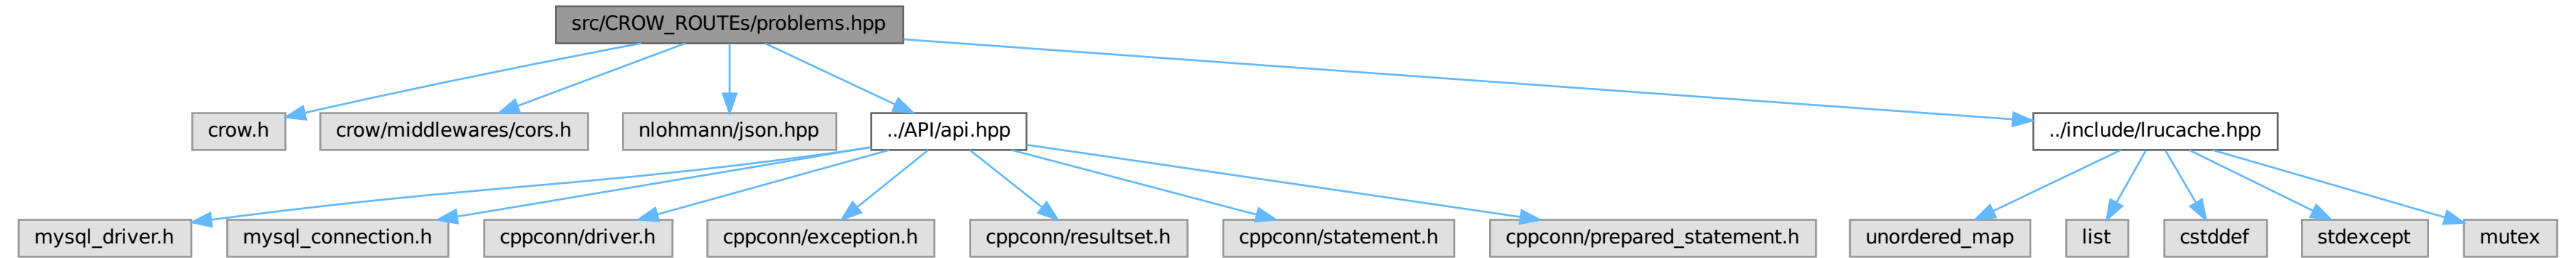 src/CROW_ROUTEs/problems.hpp
crow.h
crow/middlewares/cors.h
nlohmann/json.hpp
../API/api.hpp
../include/lrucache.hpp
mysql_driver.h
mysql_connection.h
cppconn/driver.h
cppconn/exception.h
cppconn/resultset.h
cppconn/statement.h
cppconn/prepared_statement.h
unordered_map
list
cstddef
stdexcept
mutex